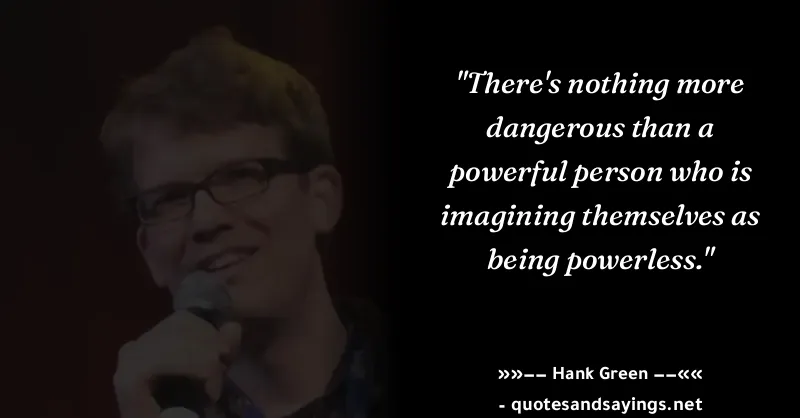 "There's nothing more
dangerous than a
powerful person who is
imagining themselves as
being powerless."
»»–– Hank Green ––««
- quotesandsayings.net